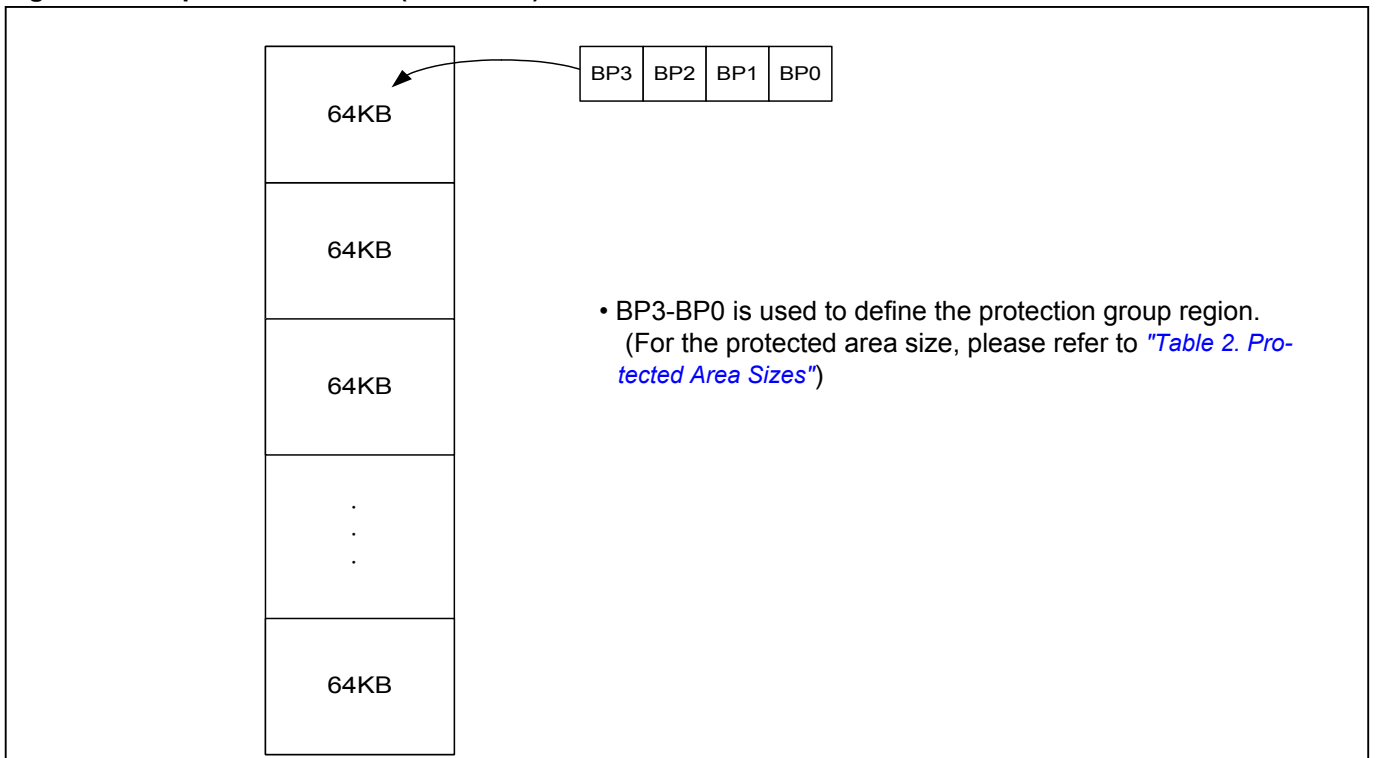 64KB
BP3 BP2 BP1 BP0
64KB
• BP3-BP0 is used to define the protection group region.
(For the protected area size, please refer to "Table 2. Pro-
tected Area Sizes")
64KB
.
.
.
64KB